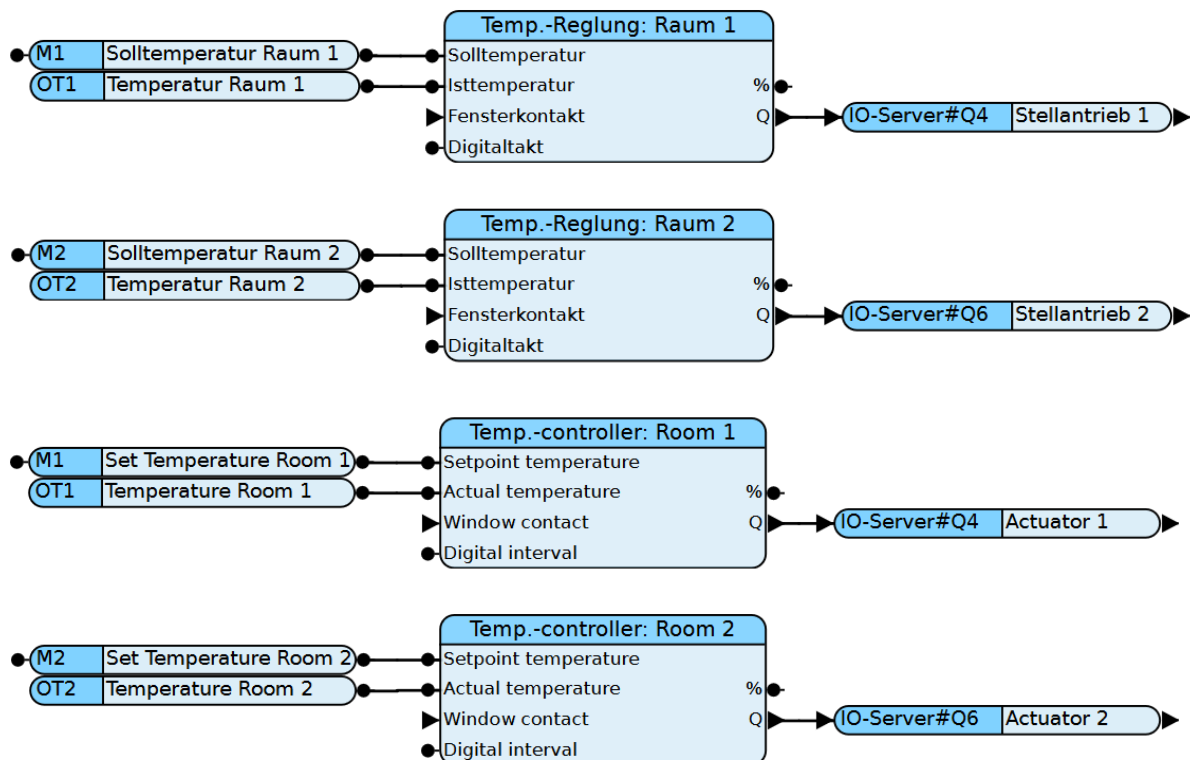 Temp.-Reglung: Raum 1
M1 Solltemperatur Raum 1 Solltemperatur
OT1 Temperatur Raum 1 Isttemperatur %
Fensterkontakt Q IO-Server#Q4 Stellantrieb 1
Digitaltakt
Temp.-Reglung: Raum 2
M2 Solltemperatur Raum 2 Solltemperatur
OT2 Temperatur Raum 2 Isttemperatur %
Fensterkontakt Q IO-Server#Q6 Stellantrieb 2
Digitaltakt
Temp.-controller: Room 1
M1 Set Temperature Room 1 Setpoint temperature
OT1 Temperature Room 1 Actual temperature %
Window contact Q IO-Server#Q4 Actuator 1
Digital interval
Temp.-controller: Room 2
M2 Set Temperature Room 2 Setpoint temperature
OT2 Temperature Room 2 Actual temperature %
Window contact Q IO-Server#Q6 Actuator 2
Digital interval